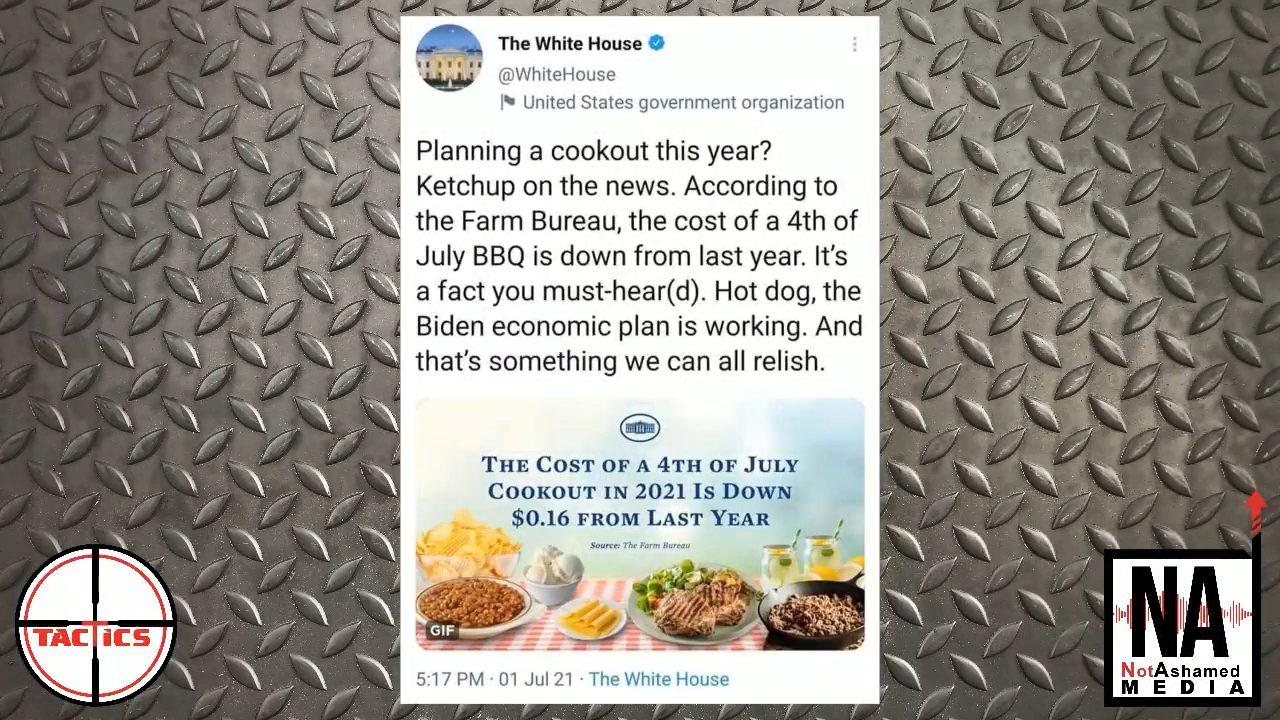 The White House
@WhiteHouse
United States government organization
Planning a cookout this year?
Ketchup on the news. According to
the Farm Bureau, the cost of a 4th of
July BBQ is down from last year. It's
a fact you must-hear(d). Hot dog, the
Biden economic plan is working. And
that's something we can all relish.
THE COST OF A 4TH OF JULY
COOKOUT IN 2021 IS DOWN
$0.16 FROM LAST YEAR
Source: The Farm Bureau
GIF
5:17 PM · 01 Jul 21 · The White House
TACTICS
NA
NotAshamed
MEDIA